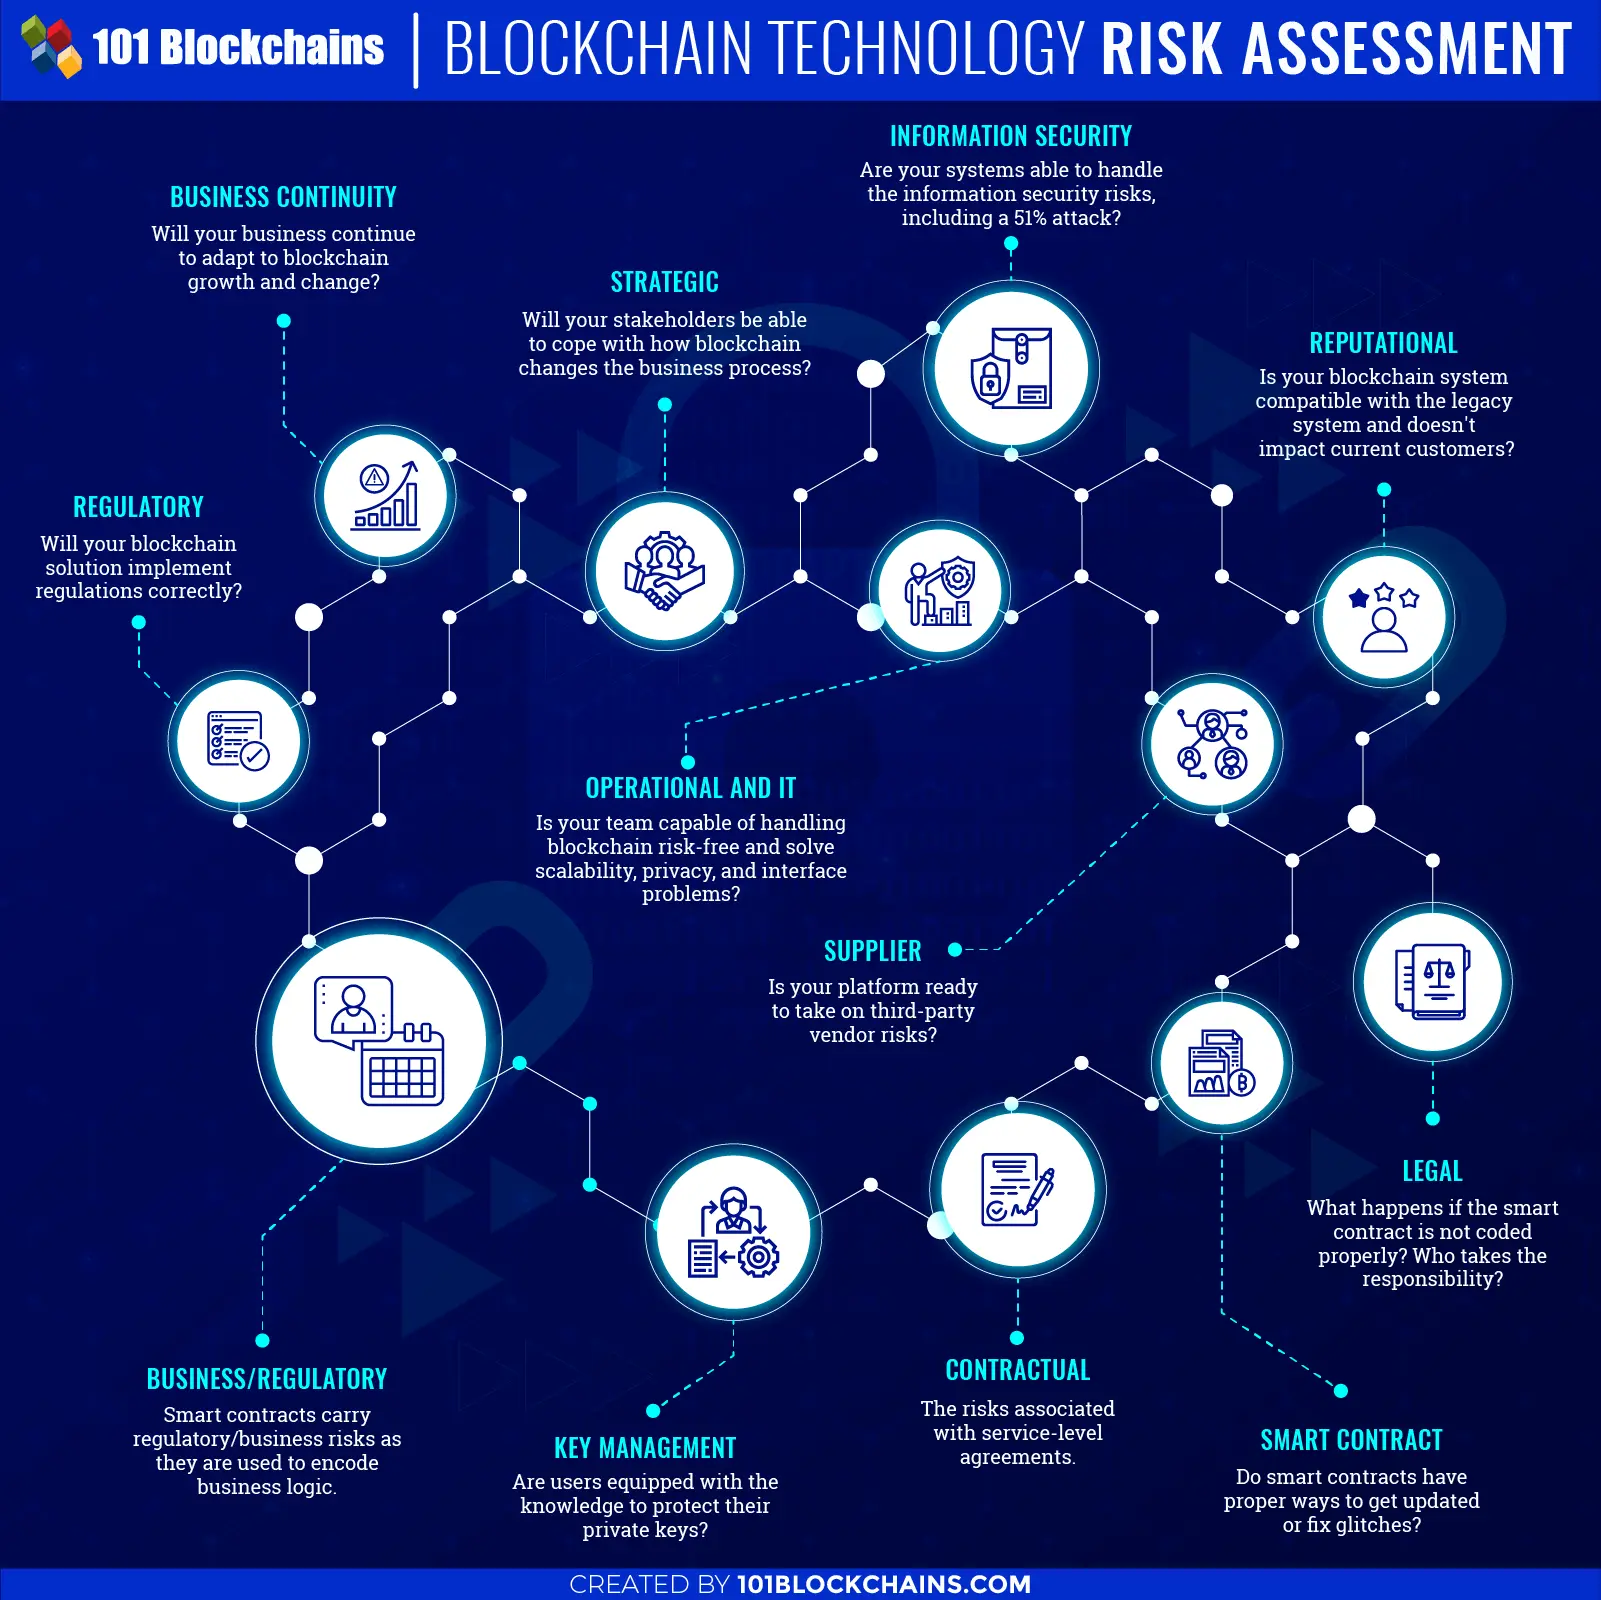 101 Blockchains
BLOCKCHAIN TECHNOLOGY RISK ASSESSMENT
INFORMATION SECURITY
Are your systems able to handle
the information security risks,
including a 51% attack?
BUSINESS CONTINUITY
Will your business continue
to adapt to blockchain
growth and change?
STRATEGIC
Will your stakeholders be able
to cope with how blockchain
changes the business process?
REPUTATIONAL
Is your blockchain system
compatible with the legacy
system and doesn't
impact current customers?
REGULATORY
Will your blockchain
solution implement
regulations correctly?
OPERATIONAL AND IT
Is your team capable of handling
blockchain risk-free and solve
scalability, privacy, and interface
problems?
SUPPLIER
Is your platform ready
to take on third-party
vendor risks?
LEGAL
What happens if the smart
contract is not coded
properly? Who takes the
responsibility?
BUSINESS/REGULATORY
Smart contracts carry
regulatory/business risks as
they are used to encode
business logic.
KEY MANAGEMENT
Are users equipped with the
knowledge to protect their
private keys?
CONTRACTUAL
The risks associated
with service-level
agreements.
SMART CONTRACT
Do smart contracts have
proper ways to get updated
or fix glitches?
CREATED BY 101BLOCKCHAINS.COM